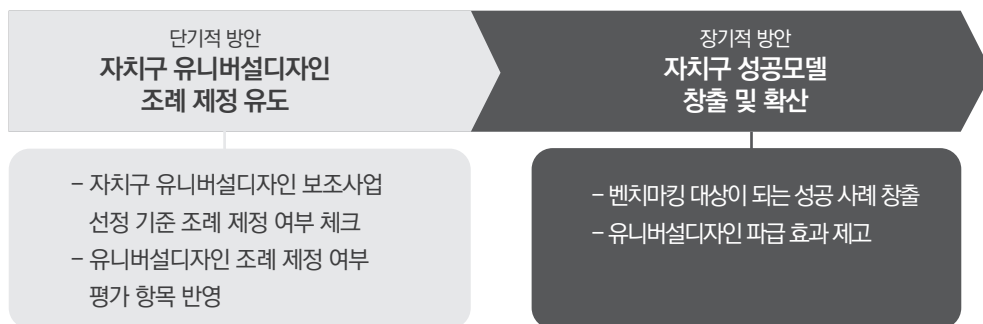 단기적 방안
자치구 유니버설디자인
조례 제정 유도
– 자치구 유니버설디자인 보조사업
선정 기준 조례 제정 여부 체크
– 유니버설디자인 조례 제정 여부
평가 항목 반영
장기적 방안
자치구 성공모델
창출 및 확산
– 벤치마킹 대상이 되는 성공 사례 창출
– 유니버설디자인 파급 효과 제고